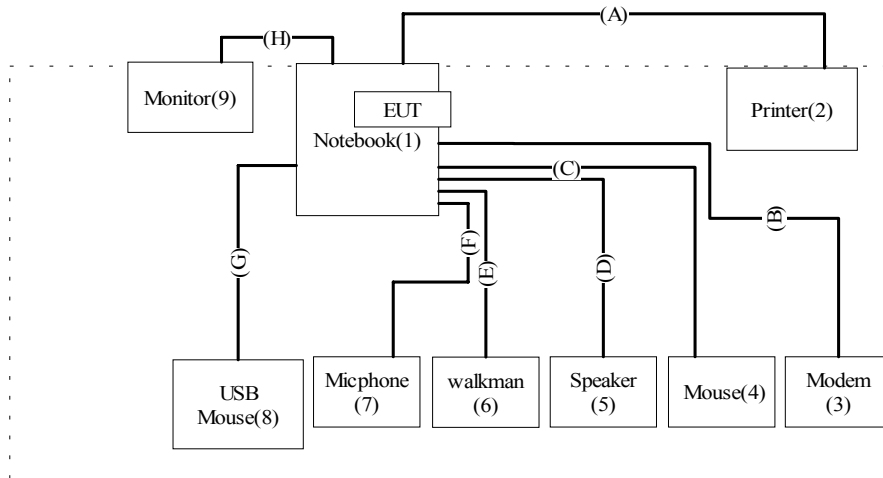 (A)
(H)
Monitor(9)
EUT
Notebook(1)
Printer(2)
(C)
(B)
(F)
(G)
(E)
(D)
USB
Mouse(8)
Micphone
(7)
walkman
(6)
Speaker
(5)
Mouse(4)
Modem
(3)